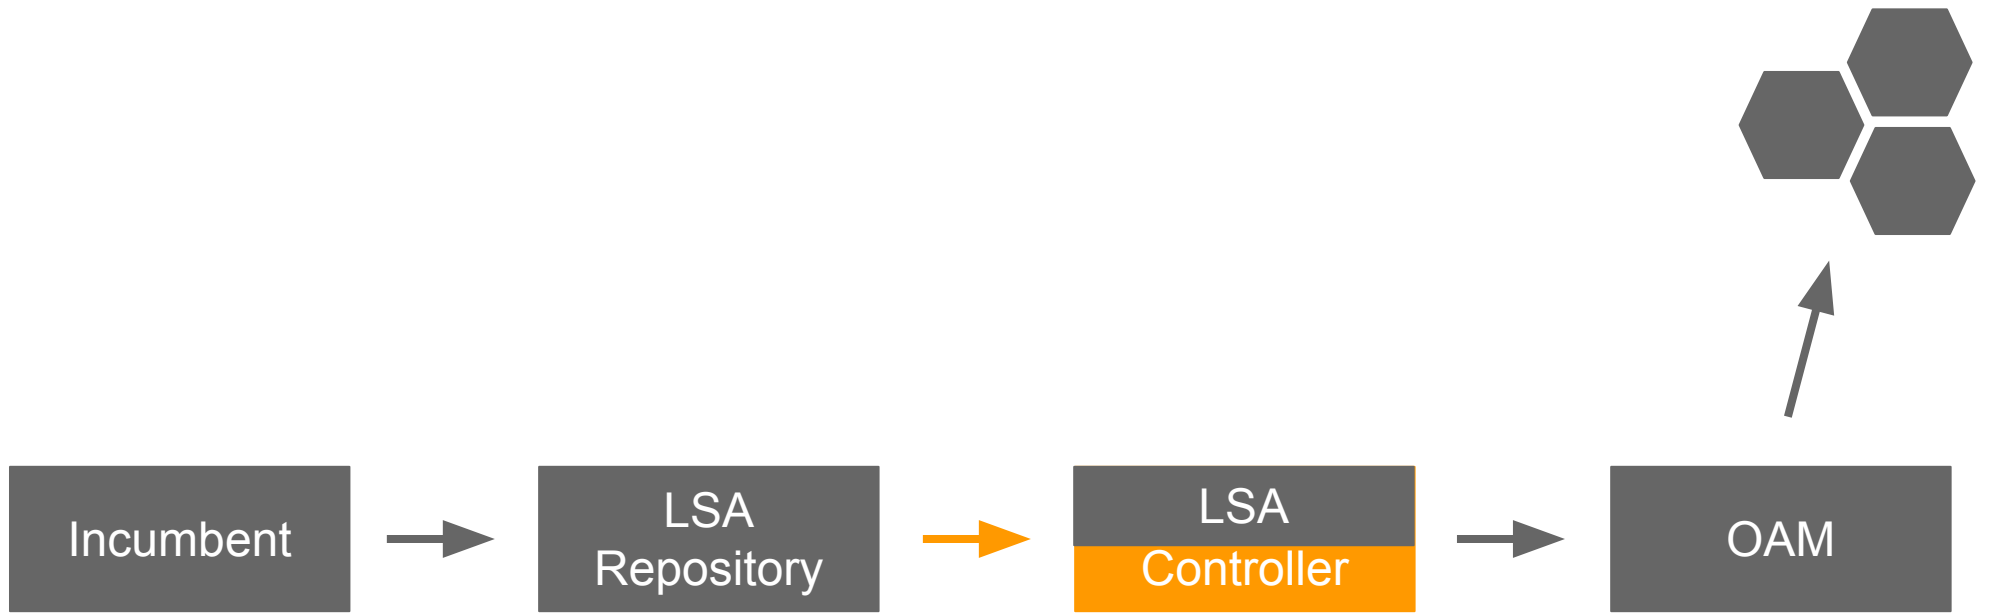 Incumbent
LSA
Repository
LSA
Controller
OAM